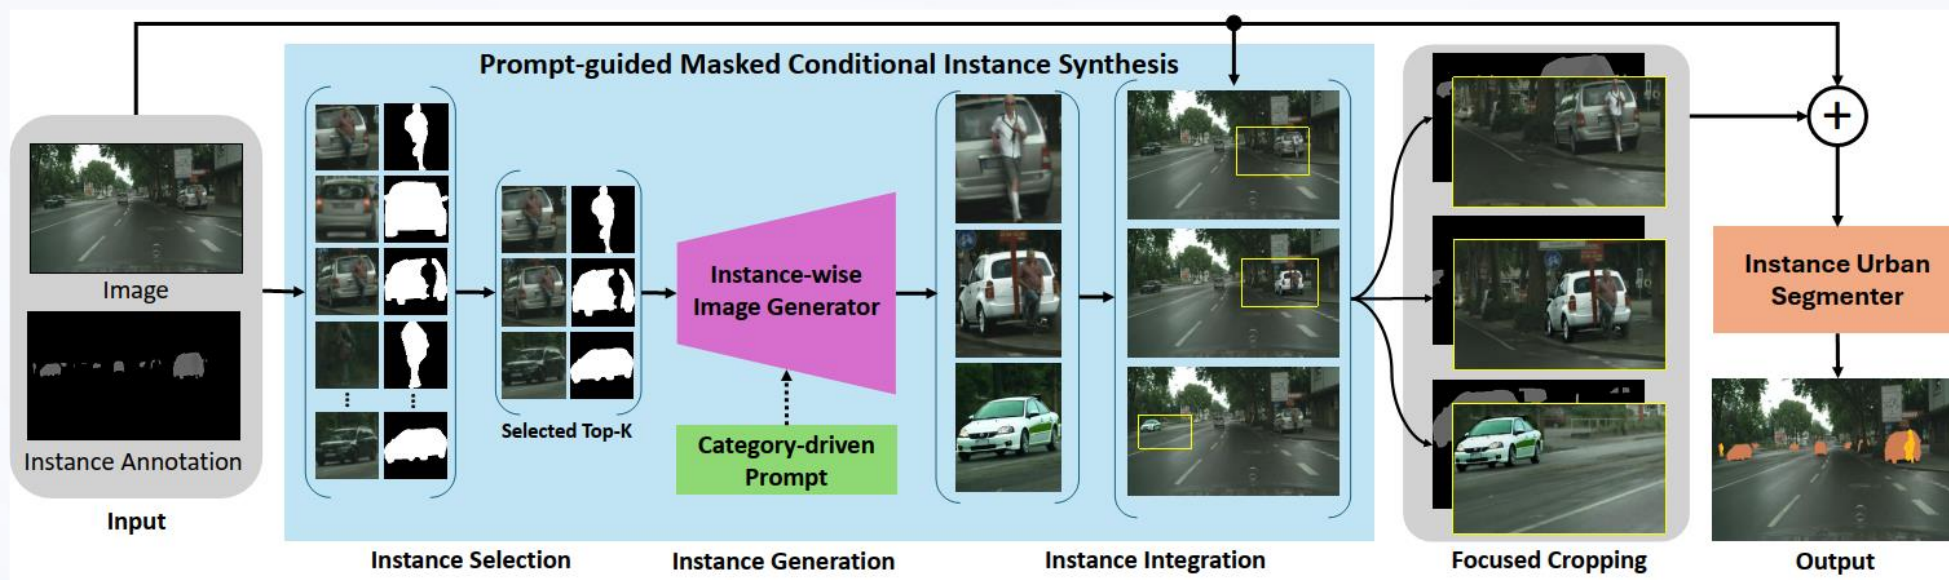 Prompt-guided Masked Conditional Instance Synthesis
Image
Instance Annotation
Input
Selected Top-K
Instance-wise
Image Generator
Category-driven
Prompt
+
Instance Urban
Segmenter
Instance Selection
Instance Generation
Instance Integration
Focused Cropping
Output